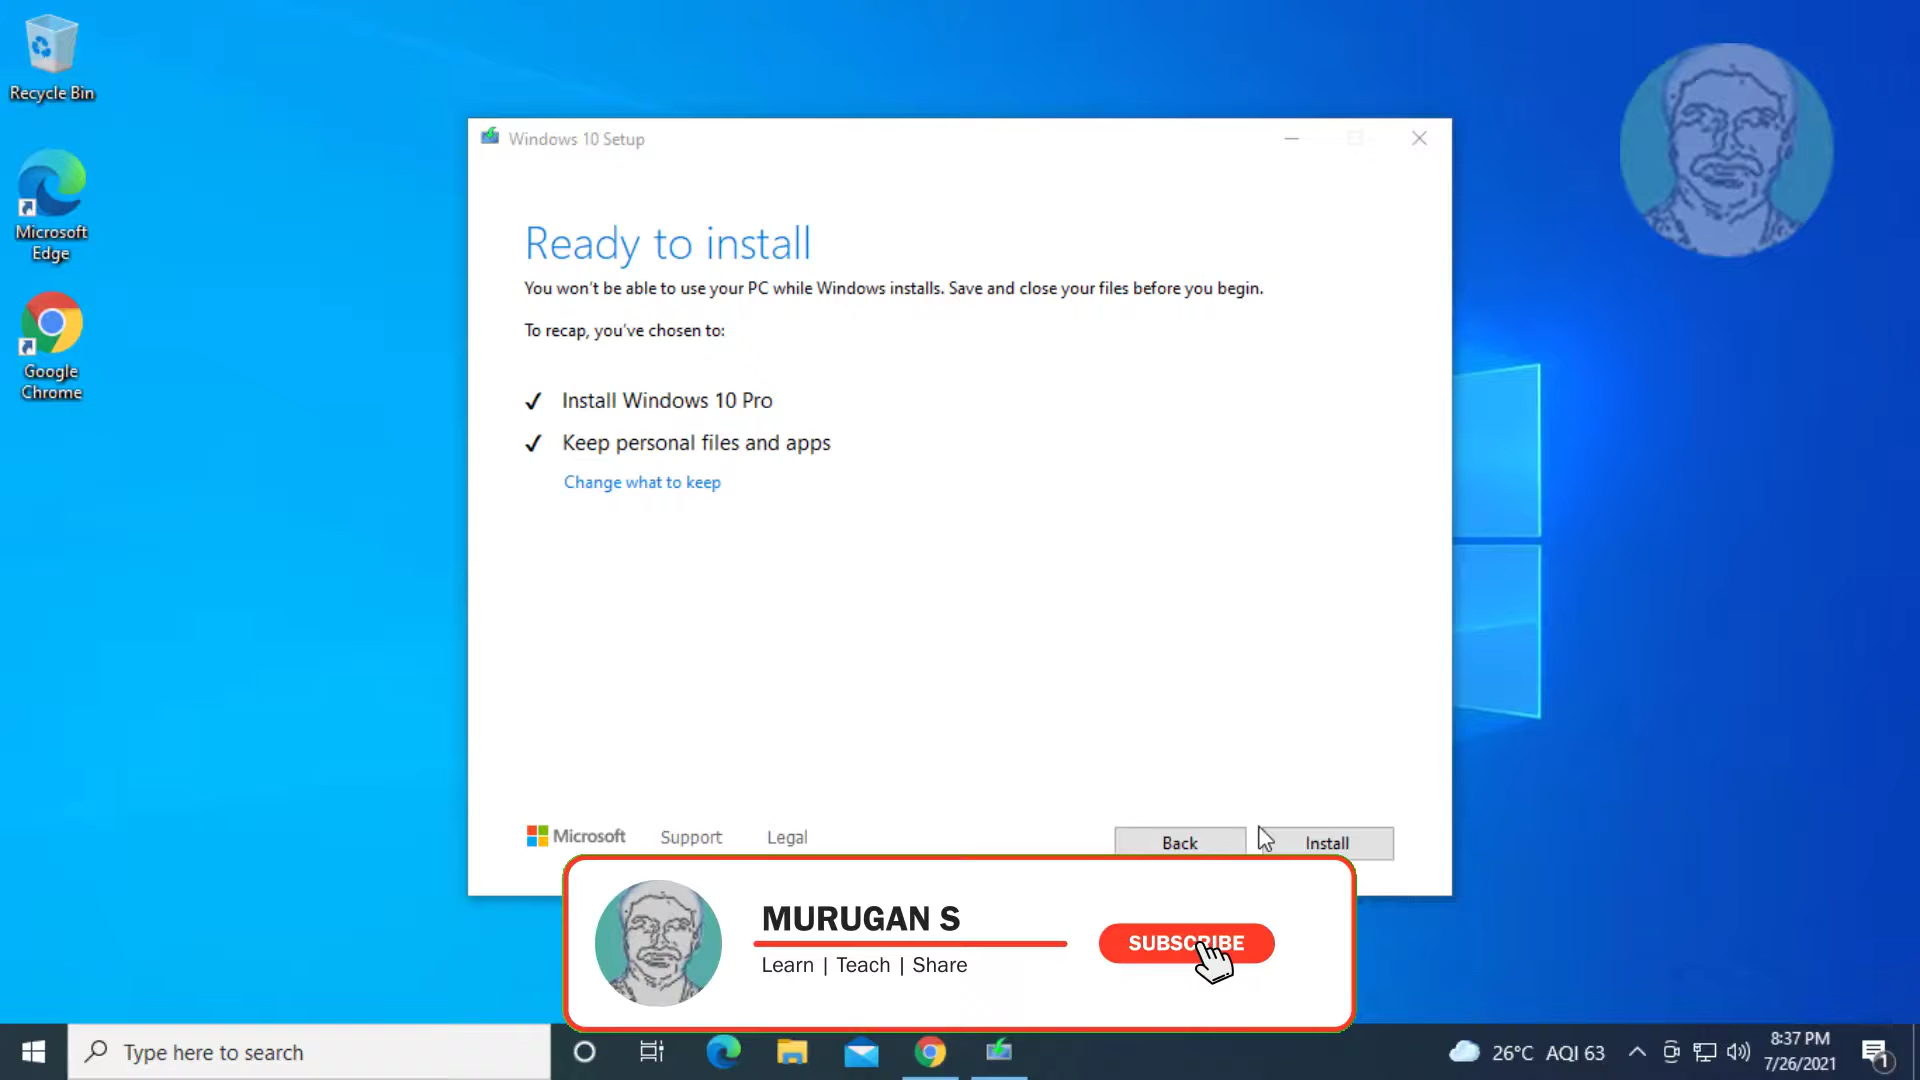 Recycle Bin
Microsoft
Edge
Google
Chrome
Windows 10 Setup
Ready to install
You won't be able to use your PC while Windows installs. Save and close your files before you begin.
To recap, you've chosen to:
Install Windows 10 Pro
Keep personal files and apps
Change what to keep
Microsoft Support Legal
Back Install
MURUGAN S
Learn | Teach | Share
SUBSCRIBE
Type here to search
26°C AQI 63
8:37 PM
7/26/2021
1